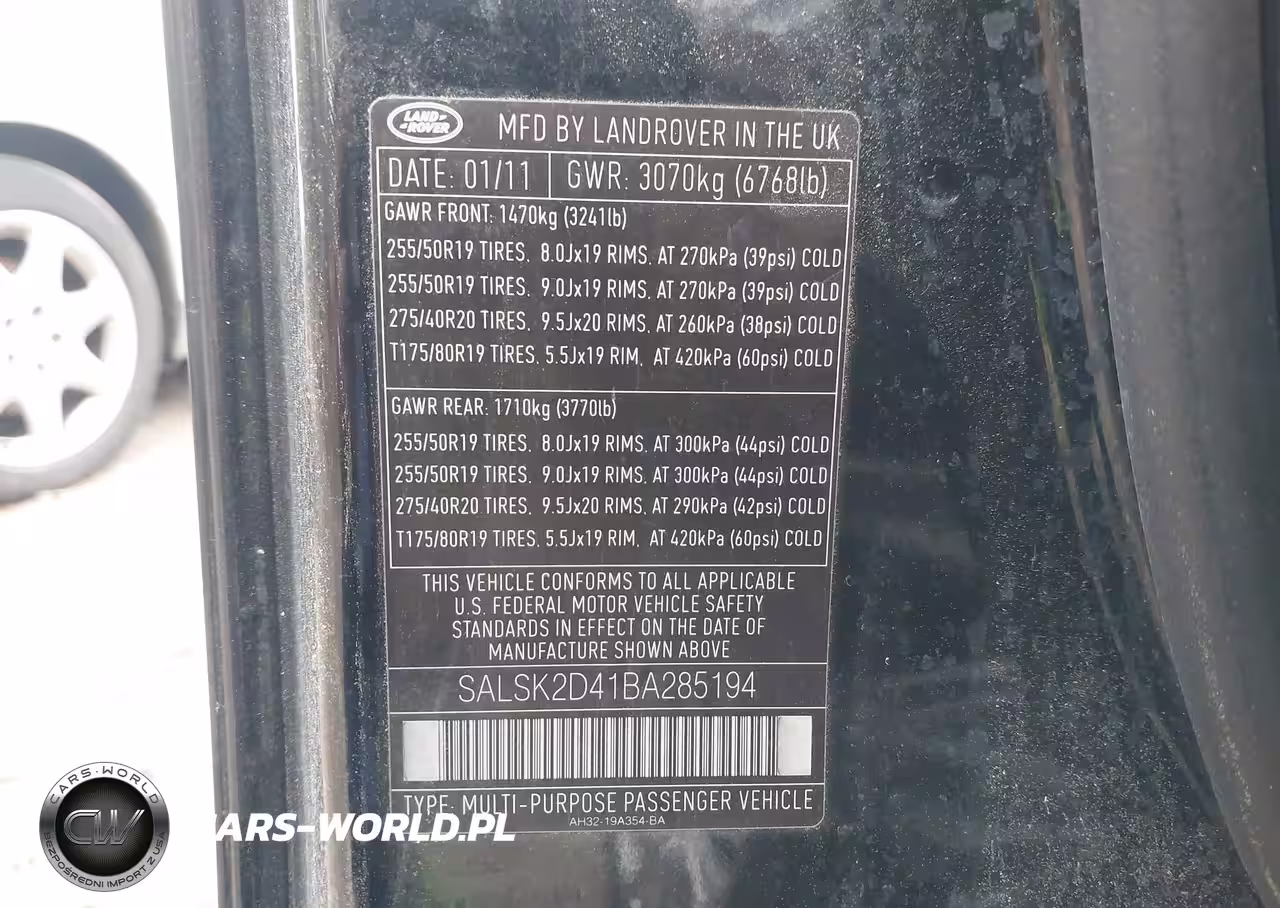 LAND ROVER
MFD BY LANDROVER IN THE UK
DATE: 01/11
GWR: 3070kg (6768lb)
GAWR FRONT: 1470kg (3241lb)
255/50R19 TIRES, 8.0Jx19 RIMS, AT 270kPa (39psi) COLD
255/50R19 TIRES, 9.0Jx19 RIMS, AT 270kPa (39psi) COLD
275/40R20 TIRES, 9.5Jx20 RIMS, AT 260kPa (38psi) COLD
T175/80R19 TIRES, 5.5Jx19 RIM, AT 420kPa (60psi) COLD
GAWR REAR: 1710kg (3770lb)
255/50R19 TIRES, 8.0Jx19 RIMS, AT 300kPa (44psi) COLD
255/50R19 TIRES, 9.0Jx19 RIMS, AT 300kPa (44psi) COLD
275/40R20 TIRES, 9.5Jx20 RIMS, AT 290kPa (42psi) COLD
T175/80R19 TIRES, 5.5Jx19 RIM, AT 420kPa (60psi) COLD
THIS VEHICLE CONFORMS TO ALL APPLICABLE
U.S. FEDERAL MOTOR VEHICLE SAFETY
STANDARDS IN EFFECT ON THE DATE OF
MANUFACTURE SHOWN ABOVE
SALSK2D41BA285194
TYPE: MULTI-PURPOSE PASSENGER VEHICLE
AH32-19A354-BA
CARS-WORLD
CW
BEZPOŚREDNI IMPORT Z USA
CARS-WORLD.PL